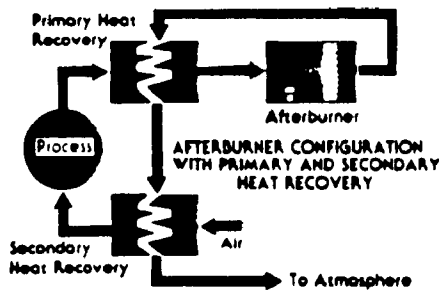 Primary Heat
Recovery
Afterburner
Process
AFTERBURNER CONFIGURATION
WITH PRIMARY AND SECONDARY
HEAT RECOVERY
Air
Secondary
Heat Recovery
To Atmosphere